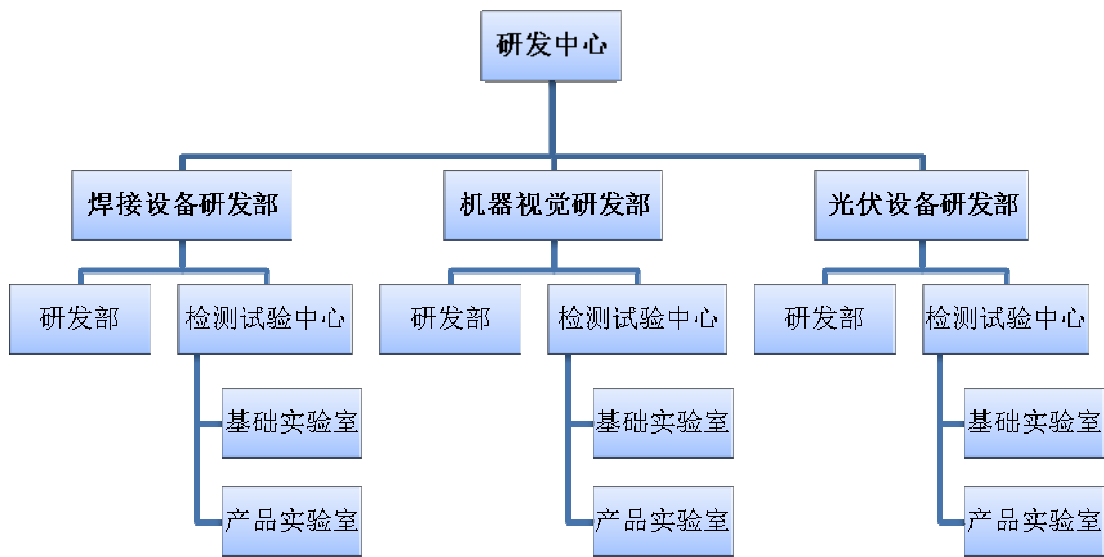 研发中心
焊接设备研发部
机器视觉研发部
光伏设备研发部
研发部
检测试验中心
研发部
检测试验中心
研发部
检测试验中心
基础实验室
基础实验室
基础实验室
产品实验室
产品实验室
产品实验室